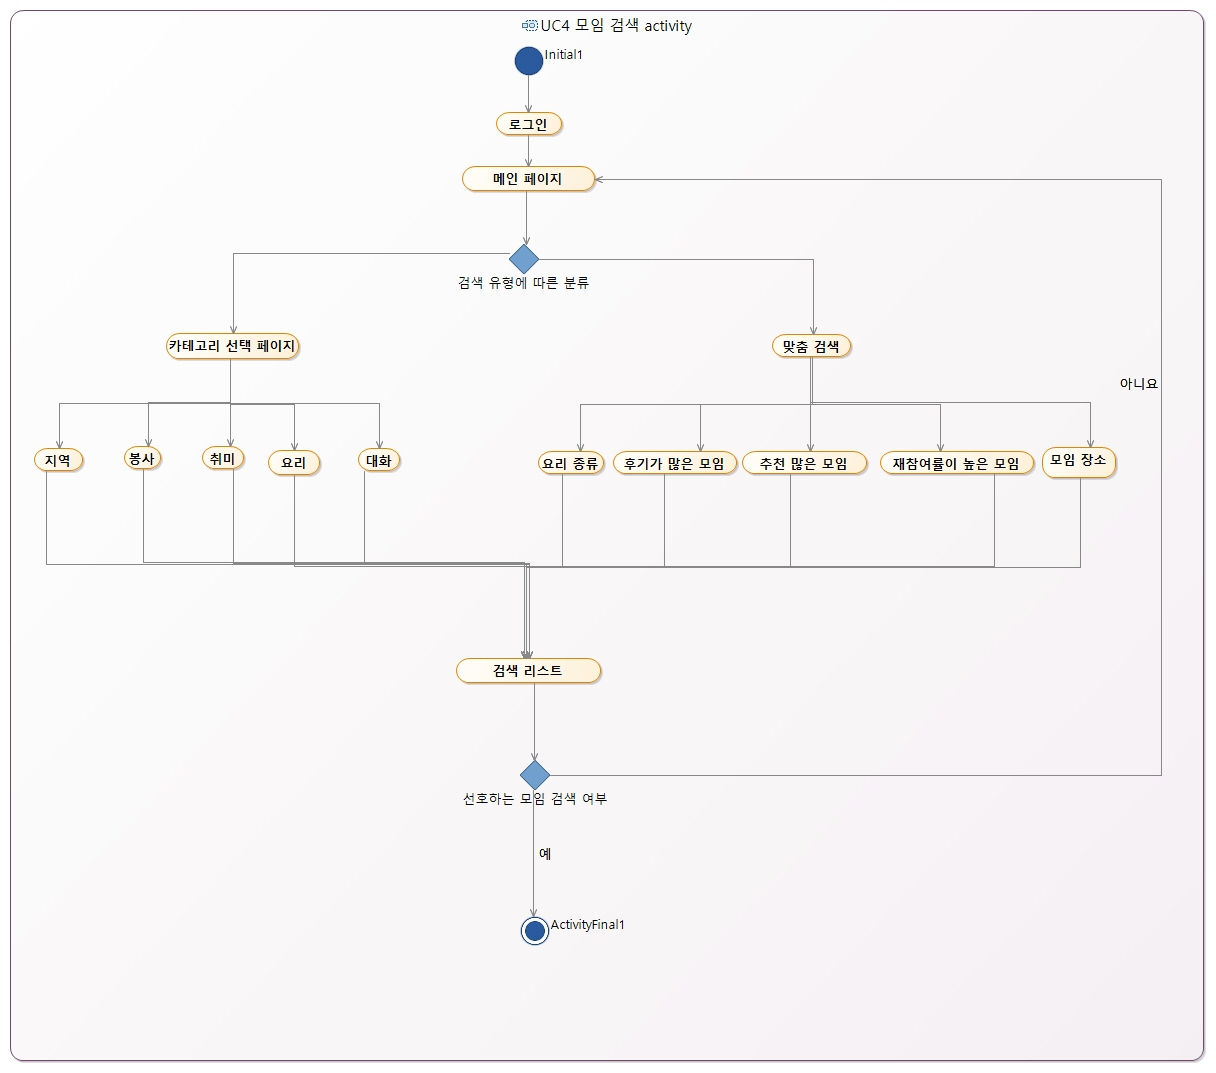 UC4 모임 검색 activity
Initial1
로그인
메인 페이지
검색 유형에 따른 분류
카테고리 선택 페이지
맞춤 검색
아니요
지역
봉사
취미
요리
대화
요리 종류
후기가 많은 모임
추천 많은 모임
재참여률이 높은 모임
모임 장소
검색 리스트
선호하는 모임 검색 여부
예
ActivityFinal1